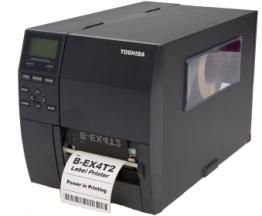 TOSHIBA
B-EX4T2
B-EX4T2
Label Printer
Power in Printing